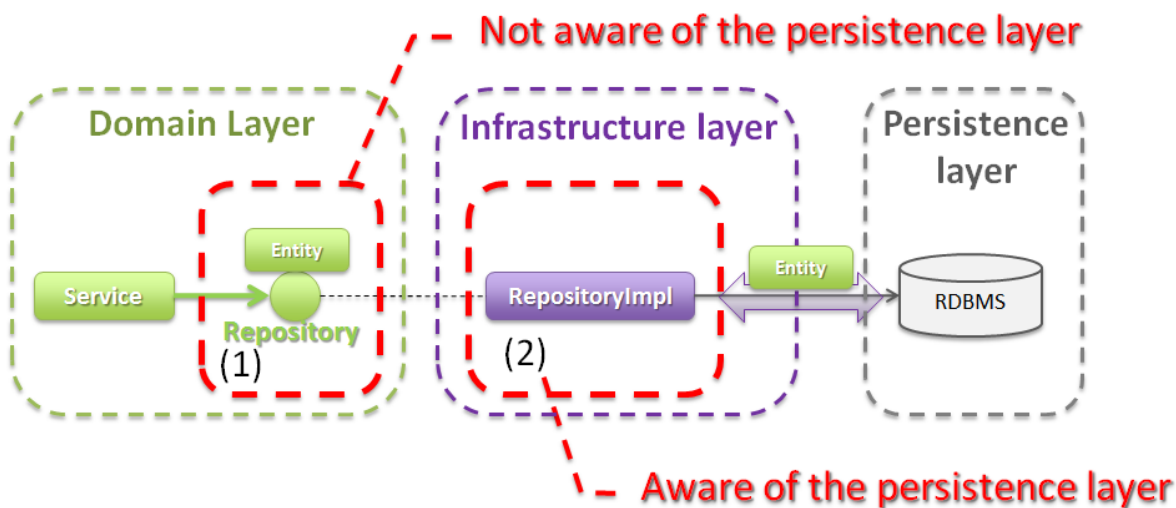 Not aware of the persistence layer
Domain Layer
Infrastructure layer
Persistence
layer
Entity
Entity
Service
RepositoryImpl
RDBMS
Repository
(1)
(2)
Aware of the persistence layer